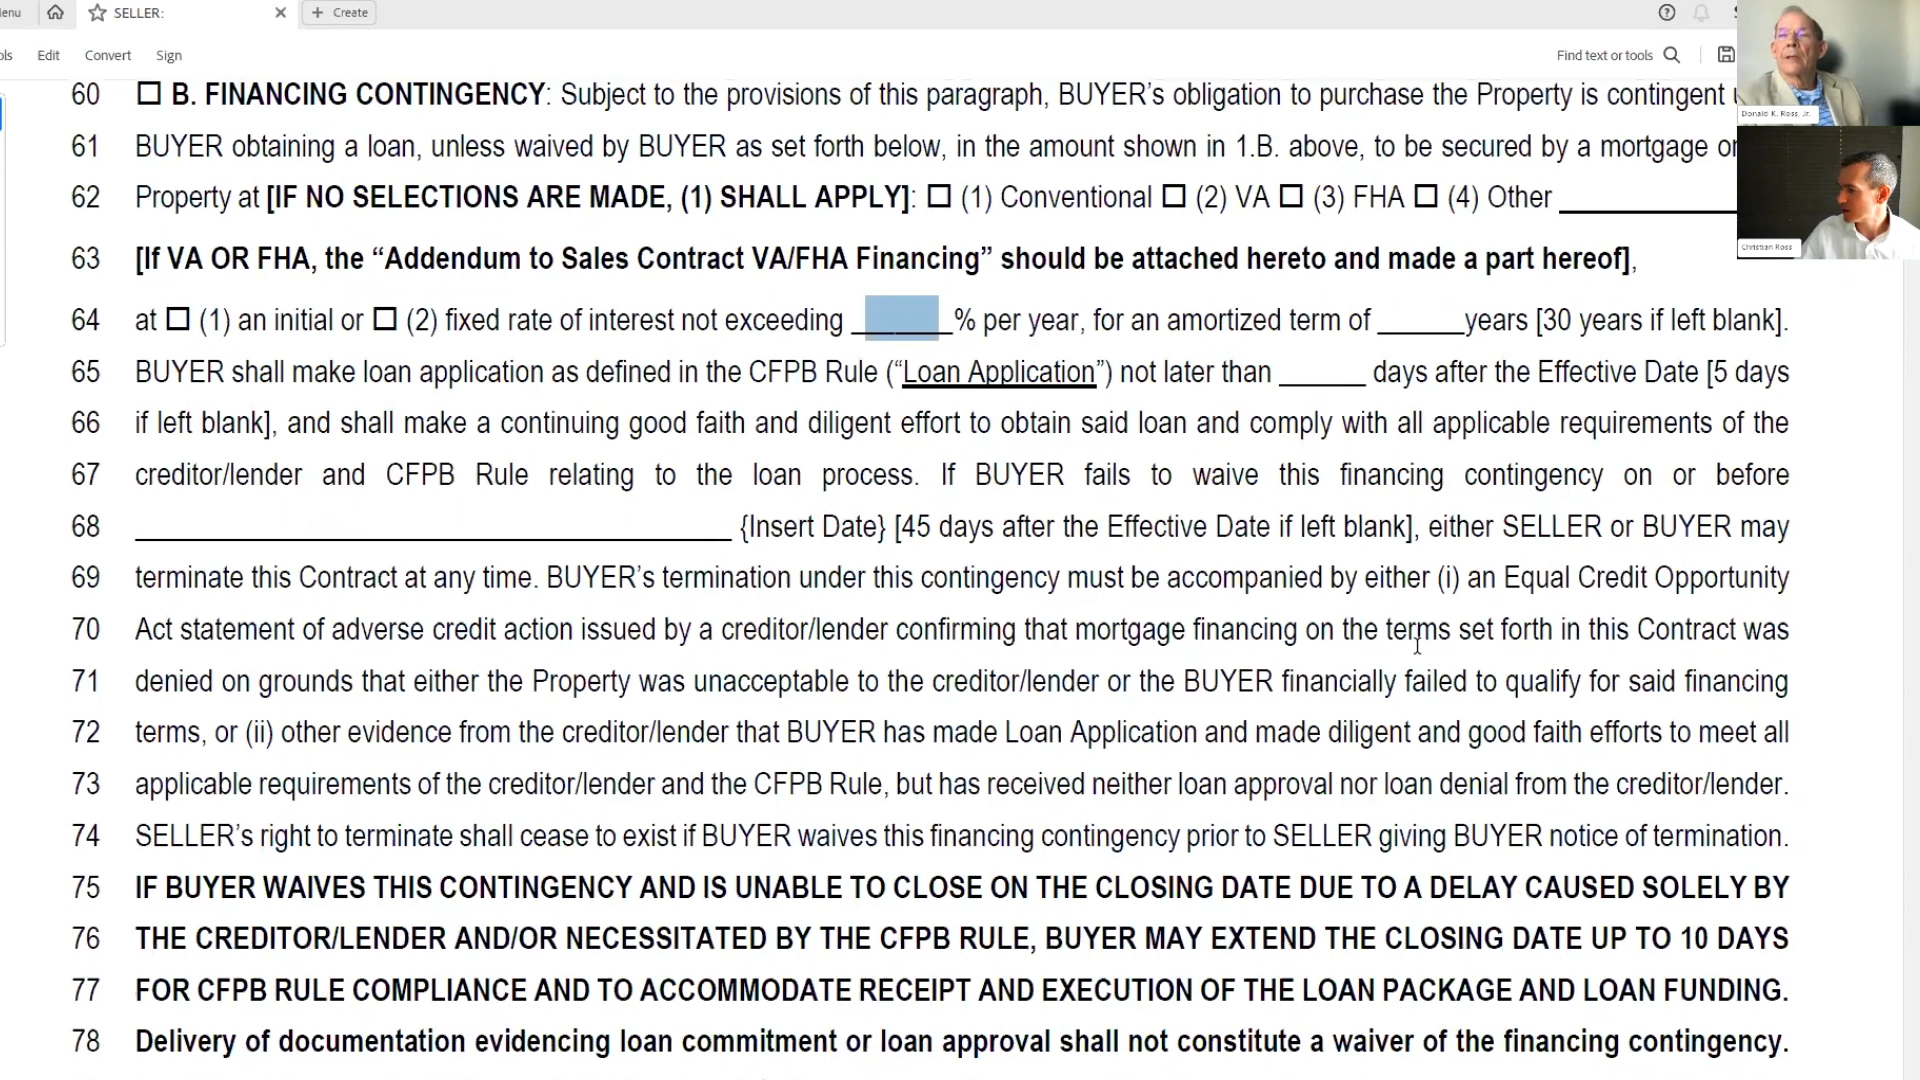 enu
SELLER:
Create
ols
Edit
Convert
Sign
Find text or tools
60 B. FINANCING CONTINGENCY: Subject to the provisions of this paragraph, BUYER’s obligation to purchase the Property is contingent
61 BUYER obtaining a loan, unless waived by BUYER as set forth below, in the amount shown in 1.B. above, to be secured by a mortgage
62 Property at [IF NO SELECTIONS ARE MADE, (1) SHALL APPLY]: ☐ (1) Conventional ☐ (2) VA ☐ (3) FHA ☐ (4) Other
63 [If VA OR FHA, the “Addendum to Sales Contract VA/FHA Financing” should be attached hereto and made a part hereof],
64 at ☐ (1) an initial or ☐ (2) fixed rate of interest not exceeding _______% per year, for an amortized term of ______years [30 years if left blank].
65 BUYER shall make loan application as defined in the CFPB Rule (“Loan Application”) not later than ______ days after the Effective Date [5 days
66 if left blank], and shall make a continuing good faith and diligent effort to obtain said loan and comply with all applicable requirements of the
67 creditor/lender and CFPB Rule relating to the loan process. If BUYER fails to waive this financing contingency on or before
68 ______________________ {Insert Date} [45 days after the Effective Date if left blank], either SELLER or BUYER may
69 terminate this Contract at any time. BUYER’s termination under this contingency must be accompanied by either (i) an Equal Credit Opportunity
70 Act statement of adverse credit action issued by a creditor/lender confirming that mortgage financing on the terms set forth in this Contract was
71 denied on grounds that either the Property was unacceptable to the creditor/lender or the BUYER financially failed to qualify for said financing
72 terms, or (ii) other evidence from the creditor/lender that BUYER has made Loan Application and made diligent and good faith efforts to meet all
73 applicable requirements of the creditor/lender and the CFPB Rule, but has received neither loan approval nor loan denial from the creditor/lender.
74 SELLER’s right to terminate shall cease to exist if BUYER waives this financing contingency prior to SELLER giving BUYER notice of termination.
75 IF BUYER WAIVES THIS CONTINGENCY AND IS UNABLE TO CLOSE ON THE CLOSING DATE DUE TO A DELAY CAUSED SOLELY BY
76 THE CREDITOR/LENDER AND/OR NECESSITATED BY THE CFPB RULE, BUYER MAY EXTEND THE CLOSING DATE UP TO 10 DAYS
77 FOR CFPB RULE COMPLIANCE AND TO ACCOMMODATE RECEIPT AND EXECUTION OF THE LOAN PACKAGE AND LOAN FUNDING.
78 Delivery of documentation evidencing loan commitment or loan approval shall not constitute a waiver of the financing contingency.
Donald K. Ross, Jr.
Christian Ross